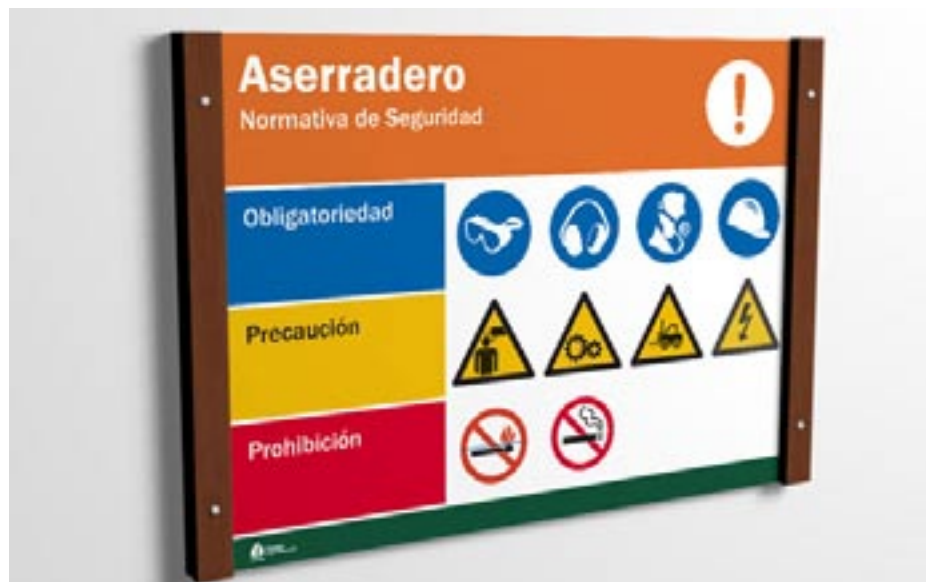 Aserradero
Normativa de Seguridad
Obligatoriedad
Precaución
Prohibición